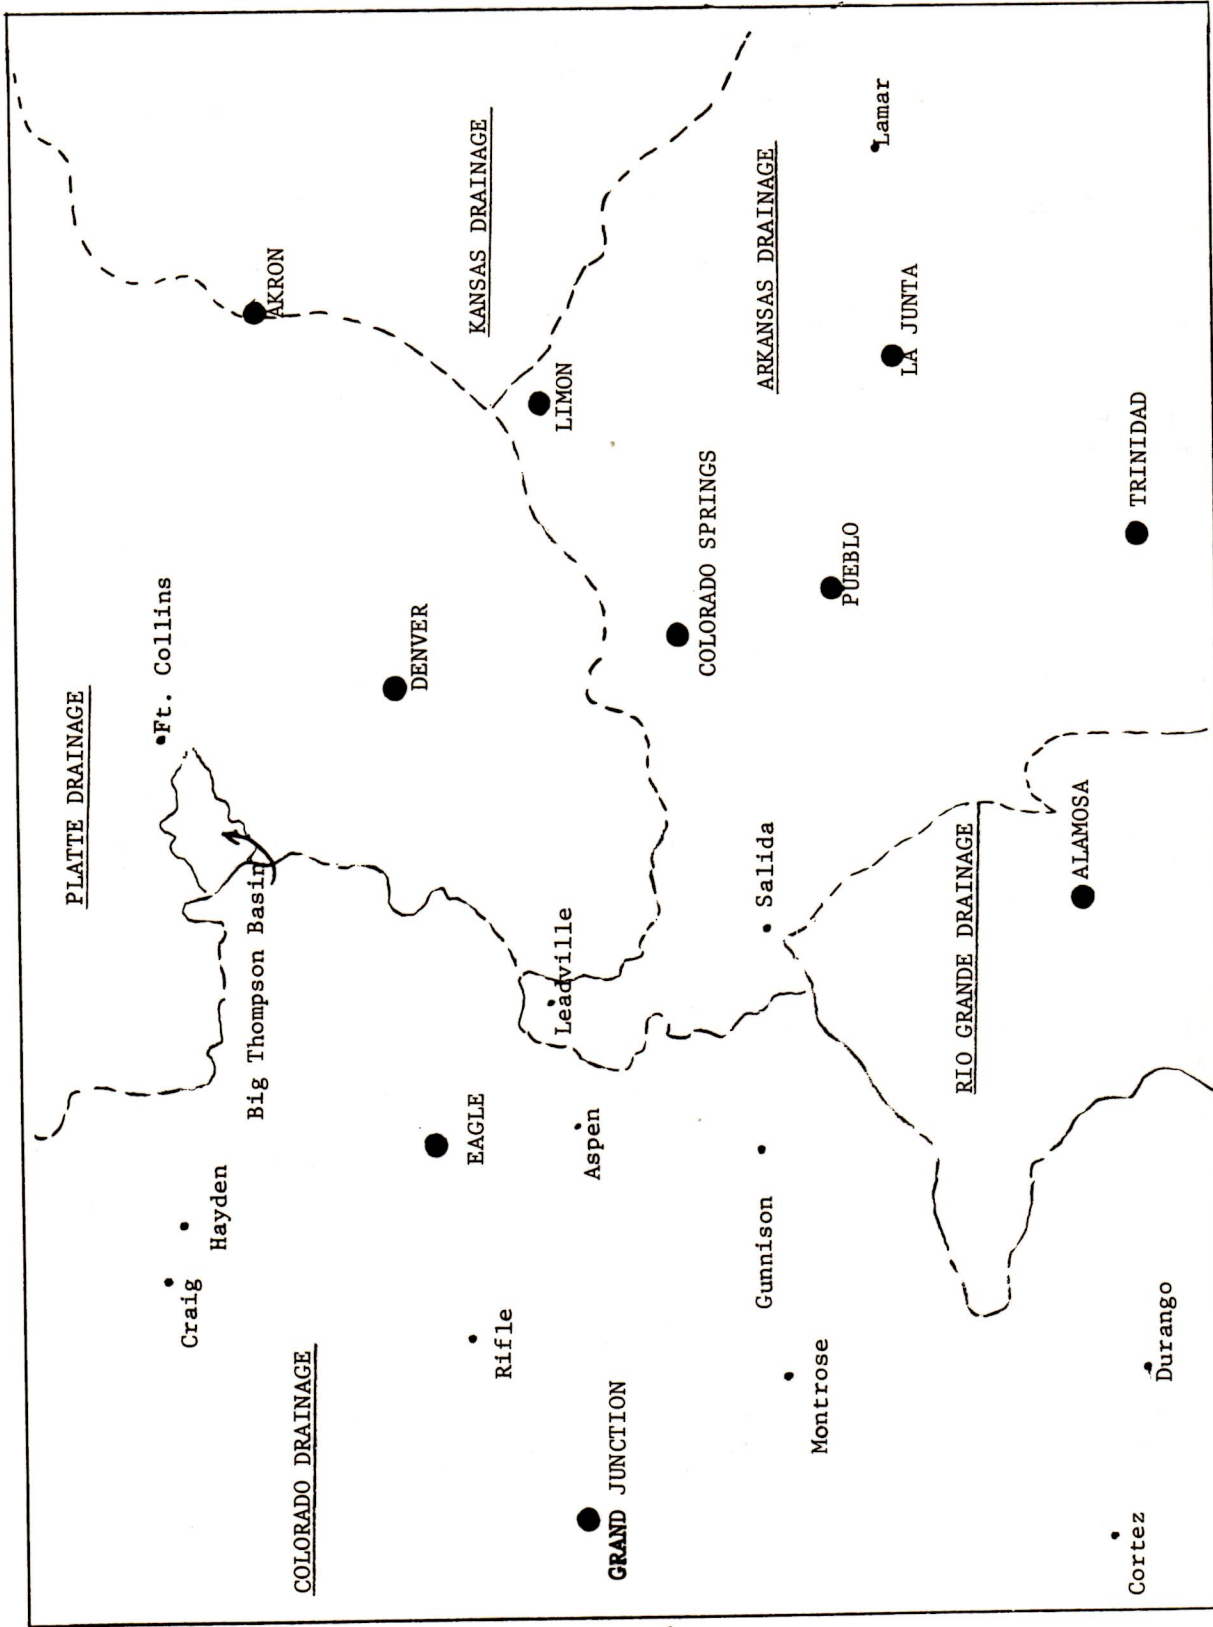 PLATTE DRAINAGE
Ft. Collins
Craig
Hayden
Big Thompson Basin
AKRON
COLORADO DRAINAGE
DENVER
EAGLE
KANSAS DRAINAGE
Rifle
LIMON
Leadville
Aspen
GRAND JUNCTION
COLORADO SPRINGS
ARKANSAS DRAINAGE
Salida
Gunnison
Montrose
PUEBLO
Lamar
LA JUNTA
RIO GRANDE DRAINAGE
ALAMOSA
TRINIDAD
Durango
Cortez